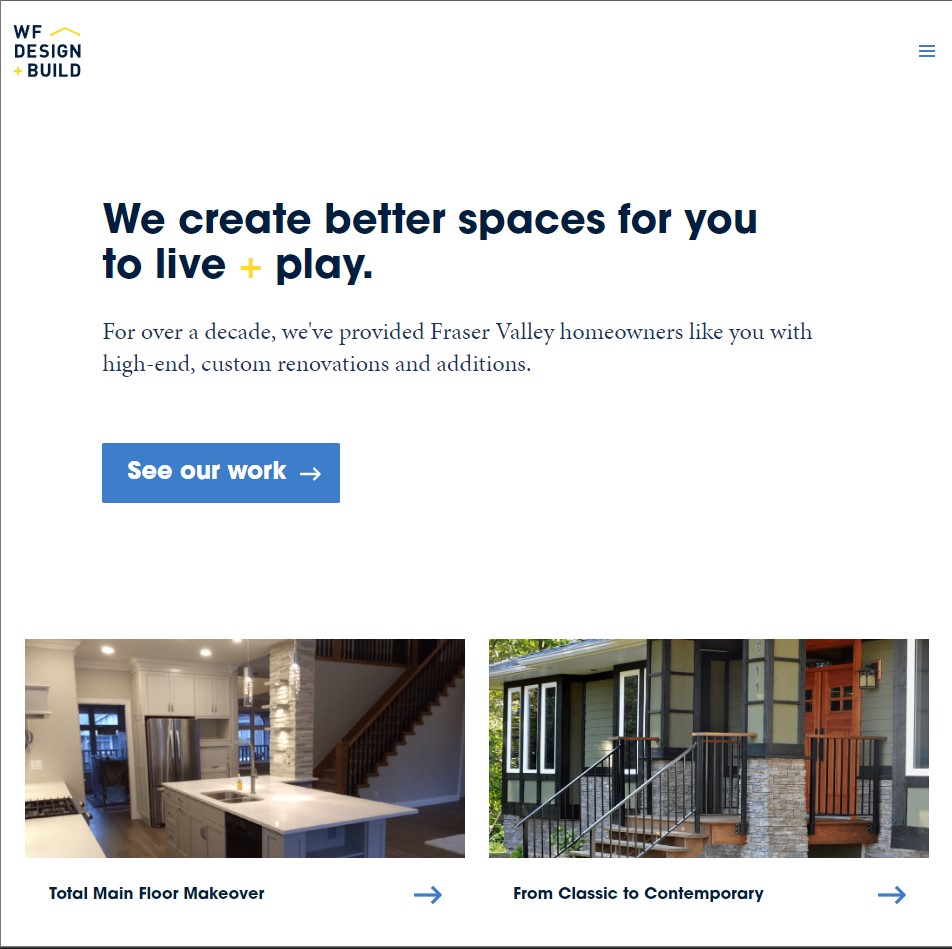 WF
DESIGN
+ BUILD
We create better spaces for you
to live + play.
For over a decade, we've provided Fraser Valley homeowners like you with
high-end, custom renovations and additions.
See our work →
Total Main Floor Makeover →
From Classic to Contemporary →